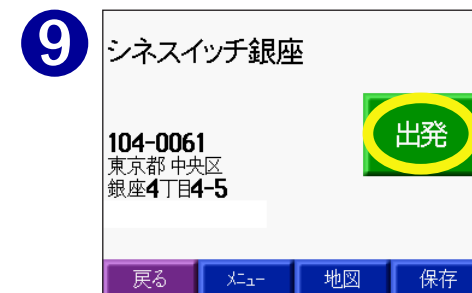 9
シネスイッチ銀座
104-0061
東京都 中央区
銀座4丁目4-5
出発
戻る
メニュー
地図
保存